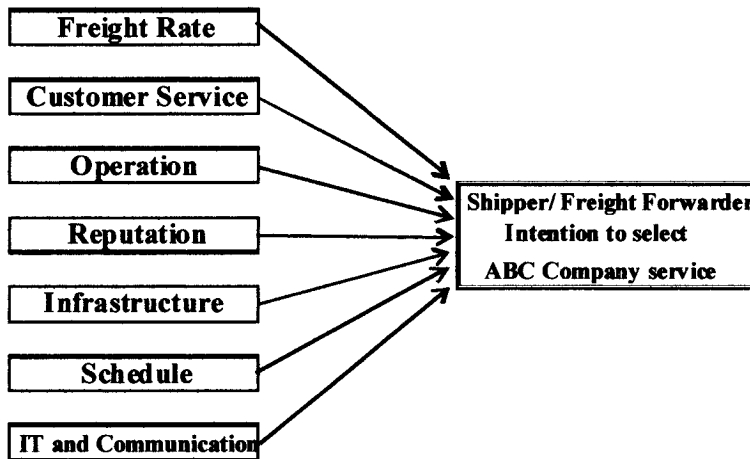 Freight Rate
Customer Service
Operation
Reputation
Infrastructure
Schedule
IT and Communication
Shipper/ Freight Forwarder
Intention to select
ABC Company service